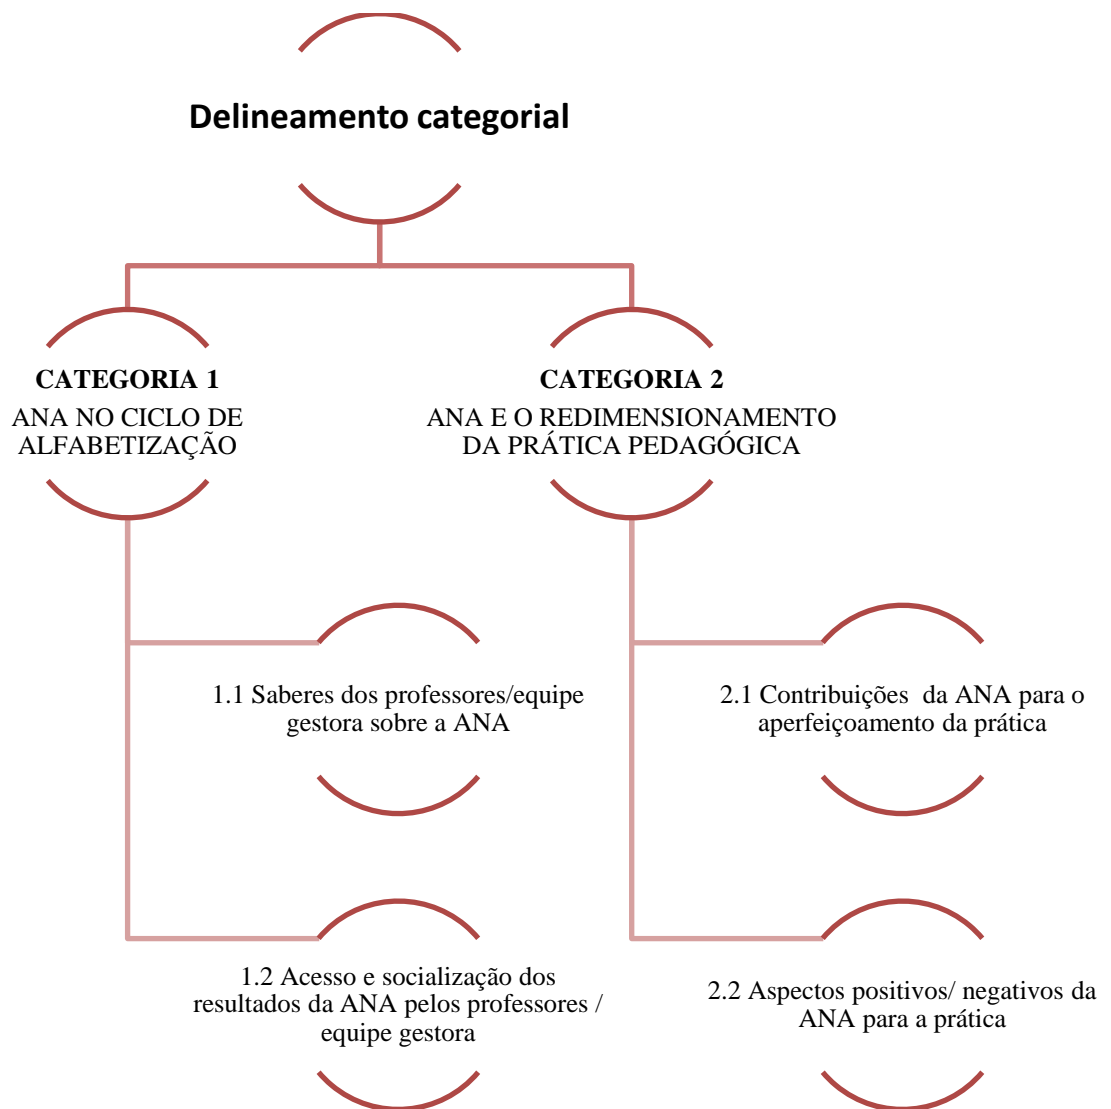 Delineamento categorial
CATEGORIA 1
ANA NO CICLO DE
ALFABETIZAÇÃO
CATEGORIA 2
ANA E O REDIMENSIONAMENTO
DA PRÁTICA PEDAGÓGICA
1.1 Saberes dos professores/equipe
gestora sobre a ANA
2.1 Contribuições  da ANA para o
aperfeiçoamento da prática
1.2 Acesso e socialização dos
resultados da ANA pelos professores /
equipe gestora
2.2 Aspectos positivos/ negativos da
ANA para a prática